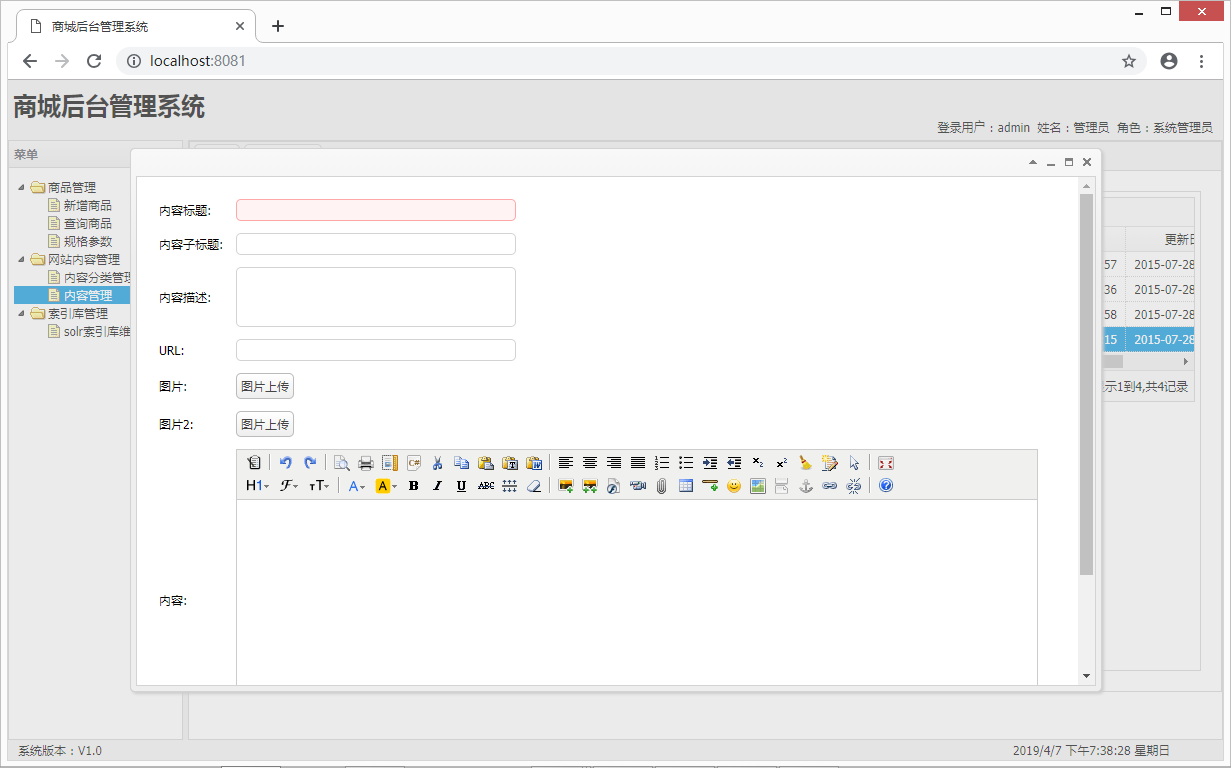 商城后台管理系统
localhost:8081
商城后台管理系统
登录用户：admin 姓名：管理员 角色：系统管理员
菜单
商品管理
新增商品
查询商品
规格参数
网站内容管理
内容分类管理
内容管理
索引库管理
solr索引库维
内容标题:
内容子标题:
内容描述:
URL:
图片:
图片上传
图片2:
图片上传
H1
内容:
更新日
57 2015-07-28
36 2015-07-28
58 2015-07-28
15 2015-07-28
示1到4,共4记录
系统版本：V1.0
2019/4/7 下午7:38:28 星期日